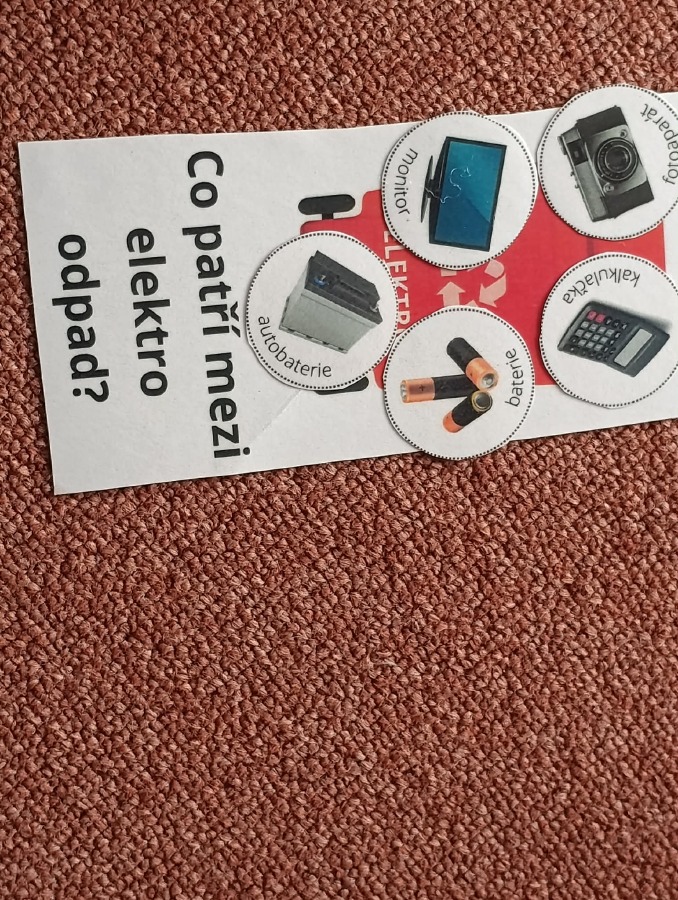 Co patří mezi
elektro
odpad?
monitor
fotoaparát
autobaterie
baterie
kalkulačka